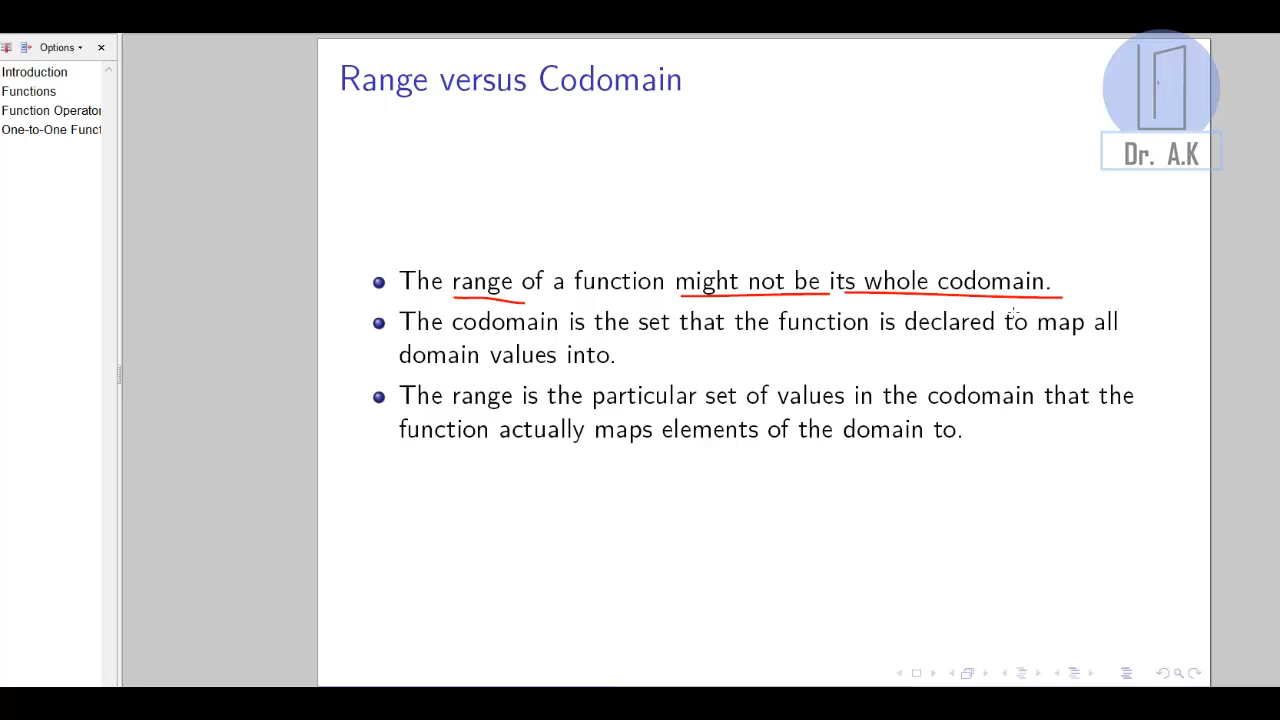 Options
Introduction
Functions
Function Operator
One-to-One Funct
Range versus Codomain
Dr. A.K
The range of a function might not be its whole codomain.
The codomain is the set that the function is declared to map all
domain values into.
The range is the particular set of values in the codomain that the
function actually maps elements of the domain to.